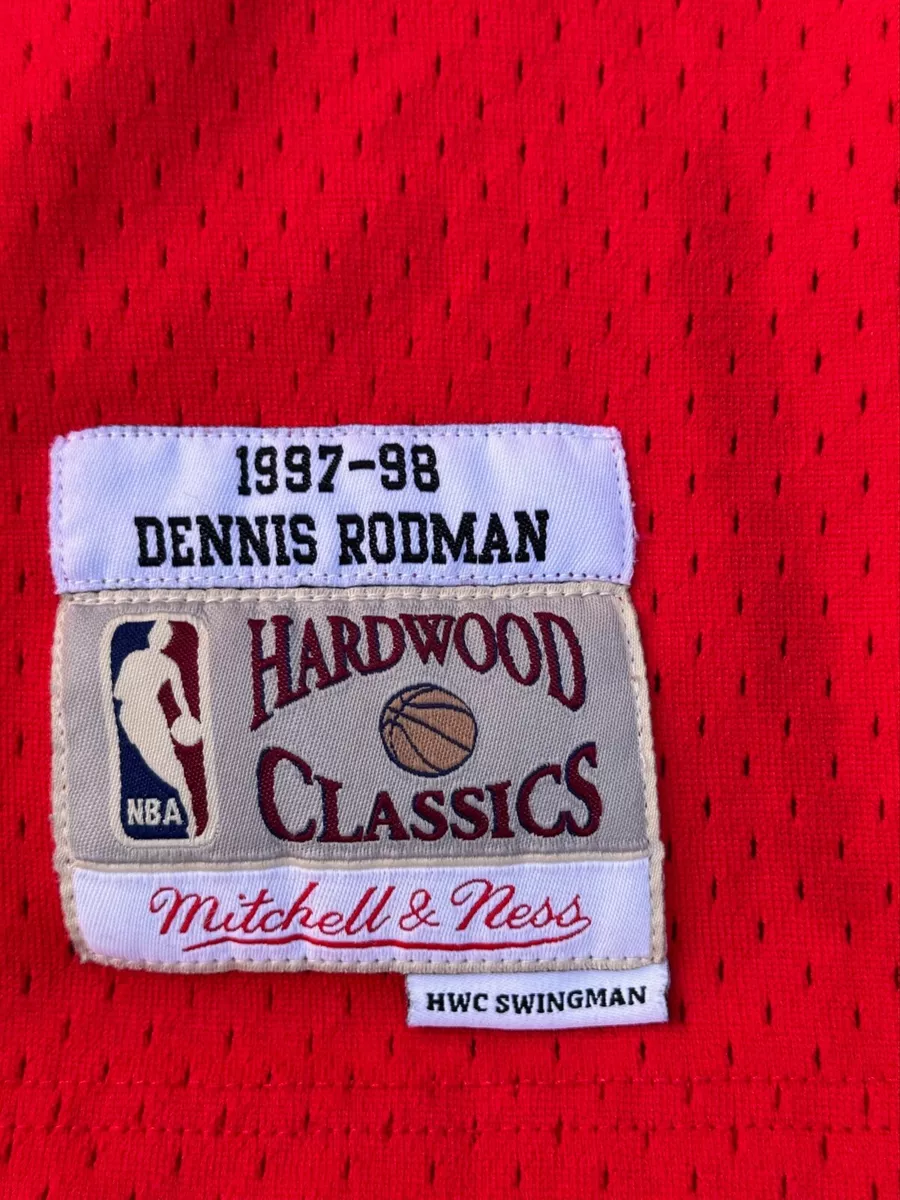 1997-98
DENNIS RODMAN
HARDWOOD
CLASSICS
NBA
Mitchell & Ness
HWC SWINGMAN